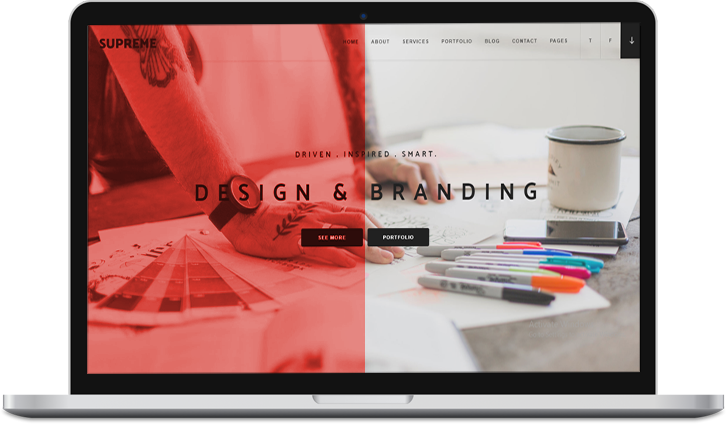 SUPREME
HOME ABOUT SERVICES PORTFOLIO BLOG CONTACT PAGES T F
DRIVEN . INSPIRED . SMART.
DESIGN & BRANDING
SEE MORE PORTFOLIO